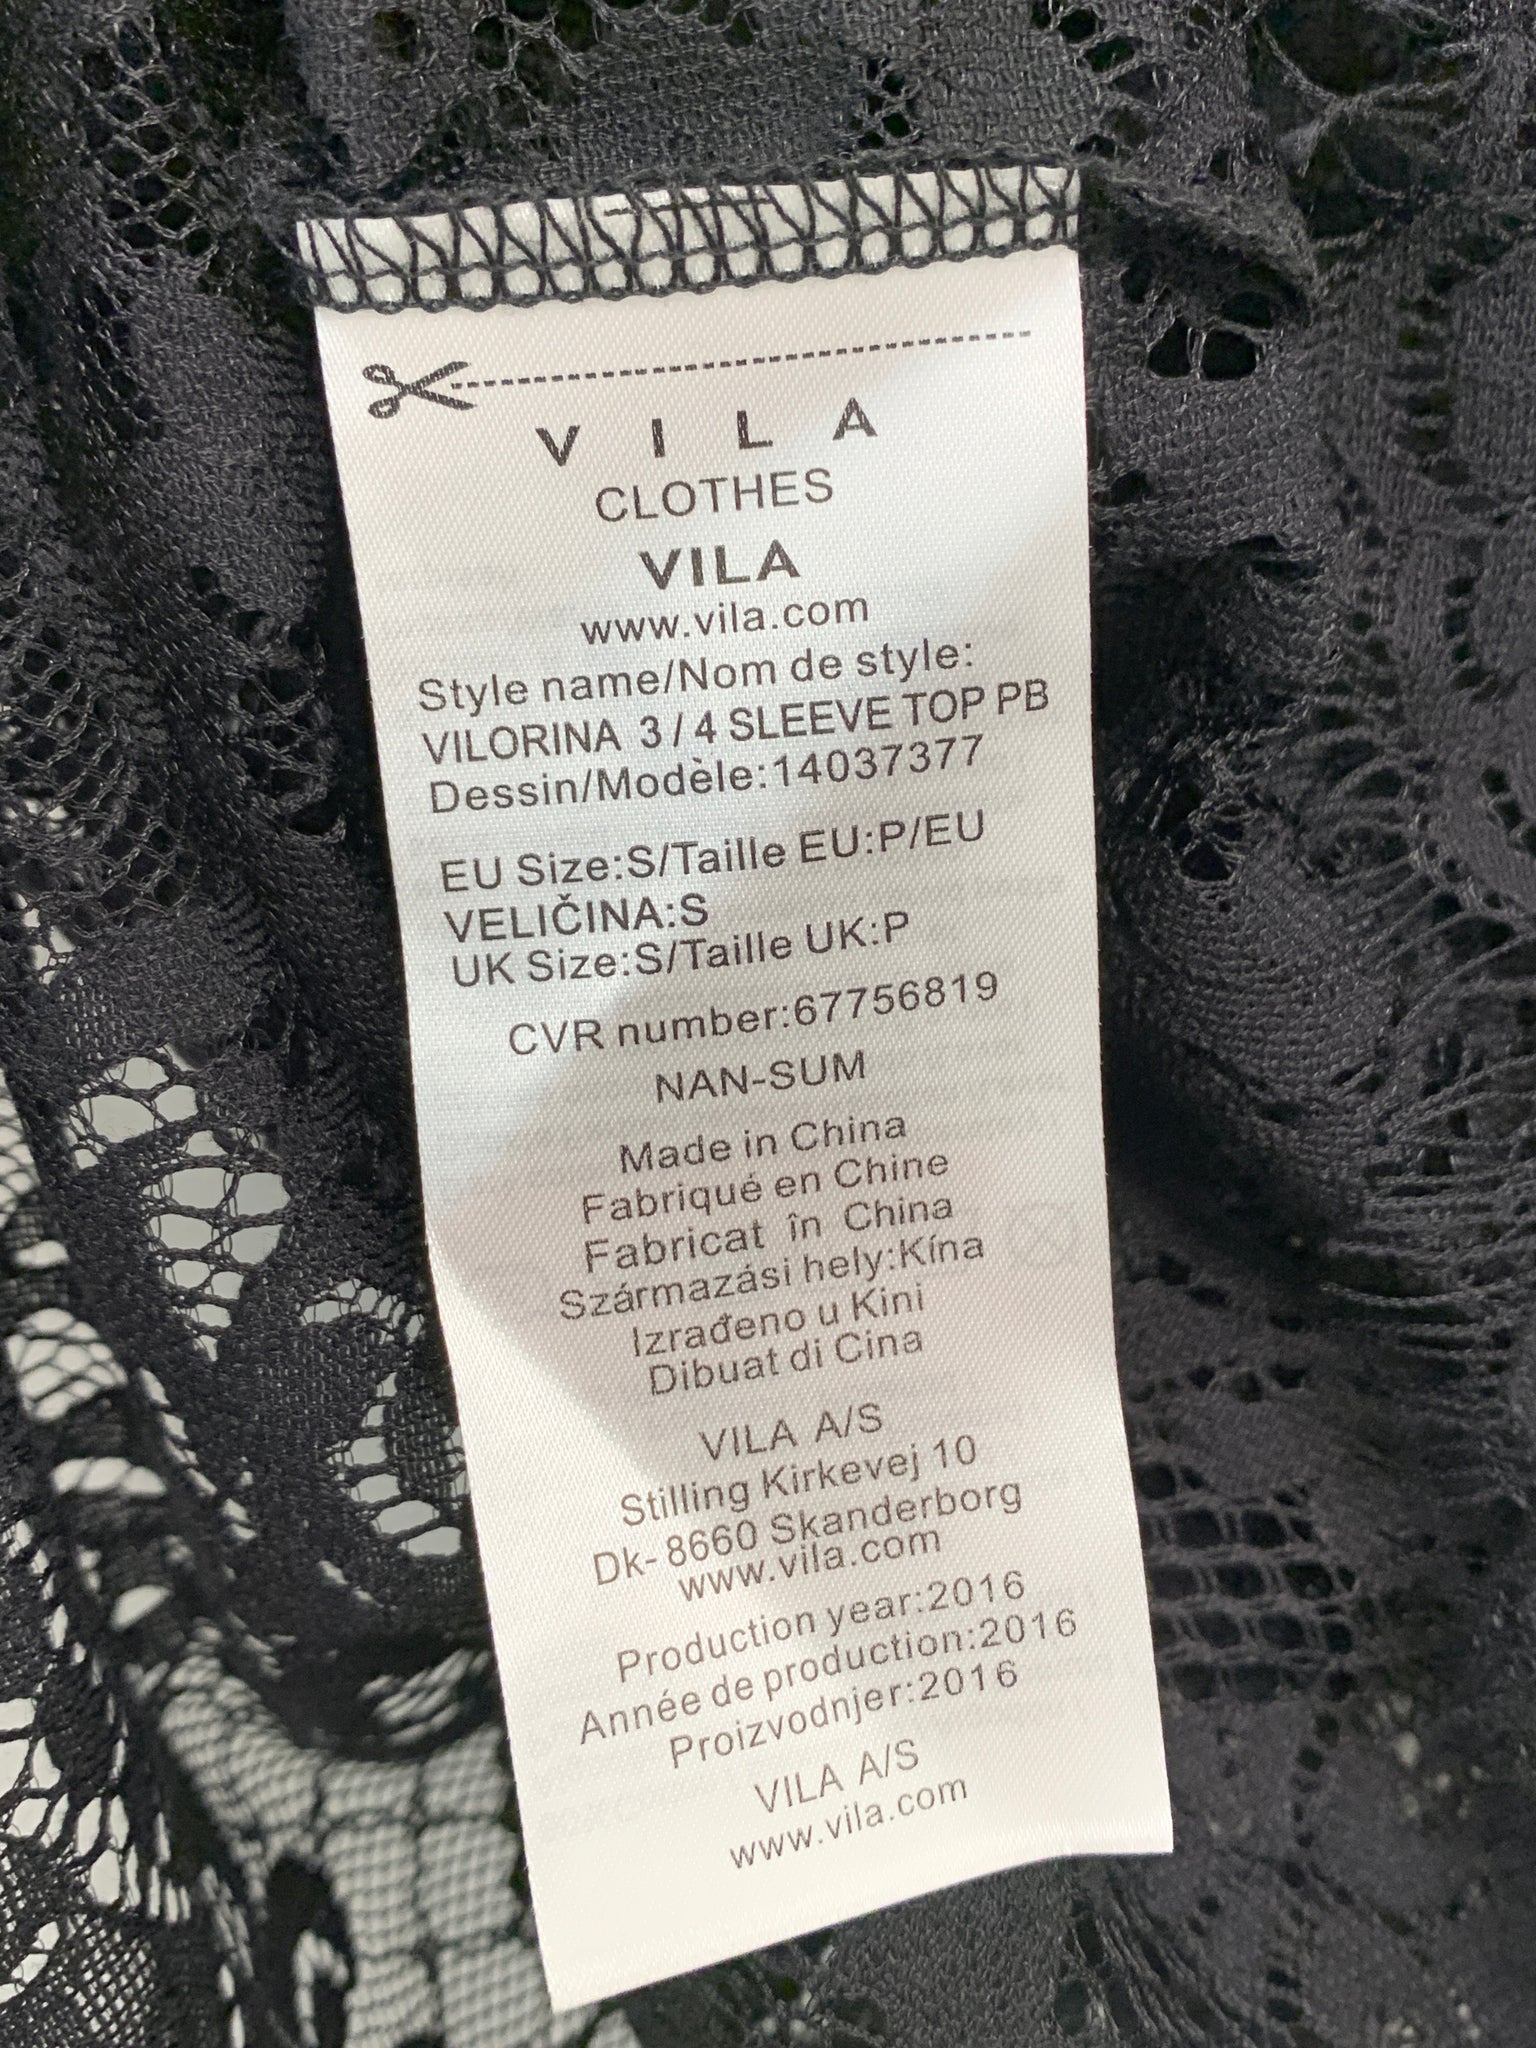 V I L A
CLOTHES
VILA
www.vila.com
Style name/Nom de style:
VILORINA 3 / 4 SLEEVE TOP PB
Dessin/Modèle:14037377
EU Size:S/Taille EU:P/EU
VELIČINA:S
UK Size:S/Taille UK:P
CVR number:67756819
NAN-SUM
Made in China
Fabriqué en Chine
Fabricat în China
Származási hely:Kína
Izrađeno u Kini
Dibuat di Cina
VILA A/S
Stilling Kirkevej 10
Dk- 8660 Skanderborg
www.vila.com
Production year:2016
Année de production:2016
Proizvodnjer:2016
VILA A/S
www.vila.com